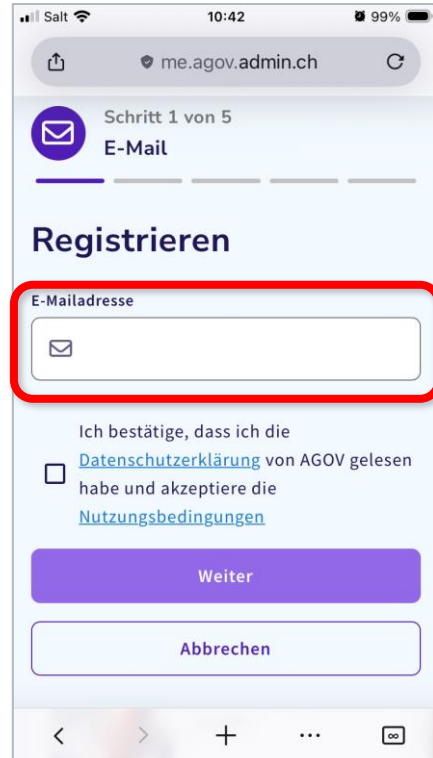 Salt 10:42 99%
me.agov.admin.ch
Schritt 1 von 5
E-Mail
Registrieren
E-Mailadresse
Ich bestätige, dass ich die
Datenschutzerklärung von AGOV gelesen
habe und akzeptiere die
Nutzungsbedingungen
Weiter
Abbrechen